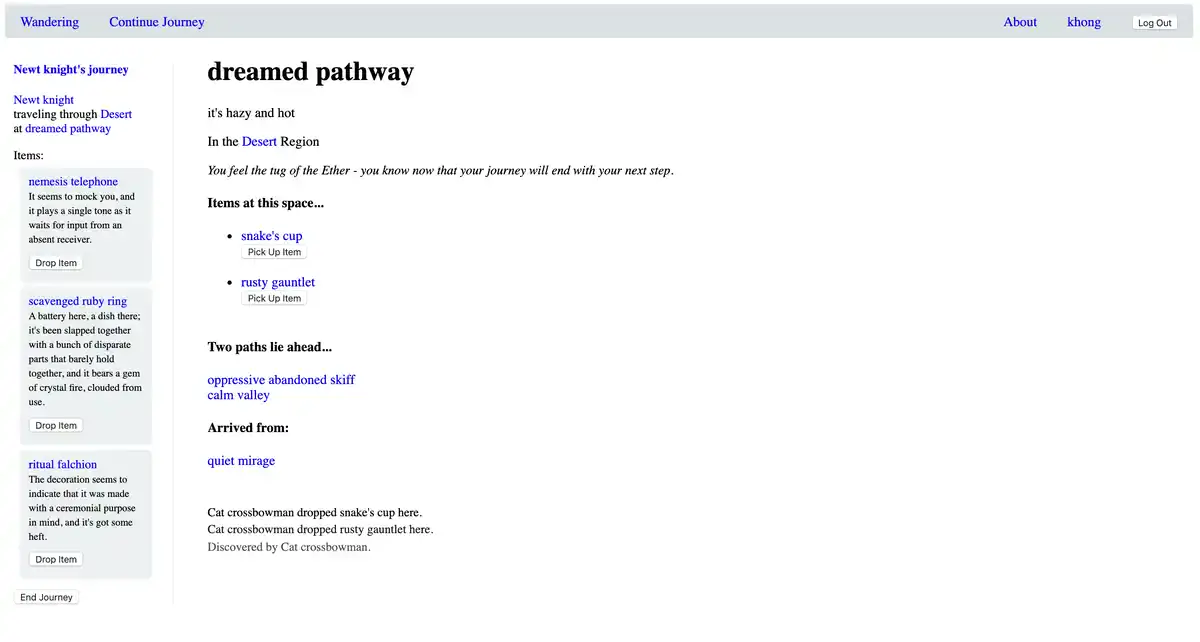 Wandering Continue Journey About khong Log Out
Newt knight's journey
Newt knight
traveling through Desert
at dreamed pathway
Items:
nemesis telephone
It seems to mock you, and
it plays a single tone as it
waits for input from an
absent receiver.
Drop Item
scavenged ruby ring
A battery here, a dish there;
it's been slapped together
with a bunch of disparate
parts that barely hold
together, and it bears a gem
of crystal fire, clouded from
use.
Drop Item
ritual falchion
The decoration seems to
indicate that it was made
with a ceremonial purpose
in mind, and it's got some
heft.
Drop Item
End Journey
dreamed pathway
it's hazy and hot
In the Desert Region
You feel the tug of the Ether - you know now that your journey will end with your next step.
Items at this space...
snake's cup
Pick Up Item
rusty gauntlet
Pick Up Item
Two paths lie ahead...
oppressive abandoned skiff
calm valley
Arrived from:
quiet mirage
Cat crossbowman dropped snake's cup here.
Cat crossbowman dropped rusty gauntlet here.
Discovered by Cat crossbowman.